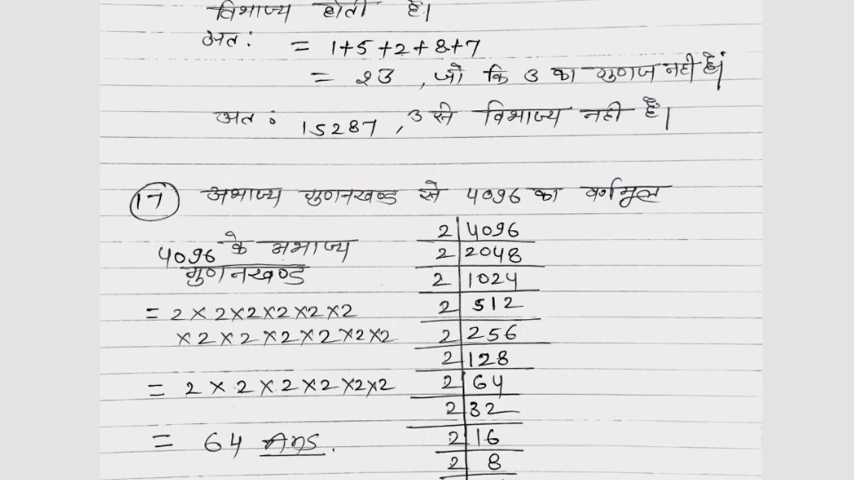 विभाज्य होती है।
अतः = 1+5+2+8+7
= 23 , जो कि 3 का गुणज नही है।
अतः 15287 , 3 से विभाज्य नही है।
(17) अभाज्य गुणनखण्ड से 4096 का वर्गमूल
4096 के अभाज्य
गुणनखण्ड
= 2 × 2 × 2 × 2 × 2 × 2
× 2 × 2 × 2 × 2 × 2 × 2
= 2 × 2 × 2 × 2 × 2 × 2
= 64 Ans.
2 | 4096
2 | 2048
2 | 1024
2 | 512
2 | 256
2 | 128
2 | 64
2 | 32
2 | 16
2 | 8